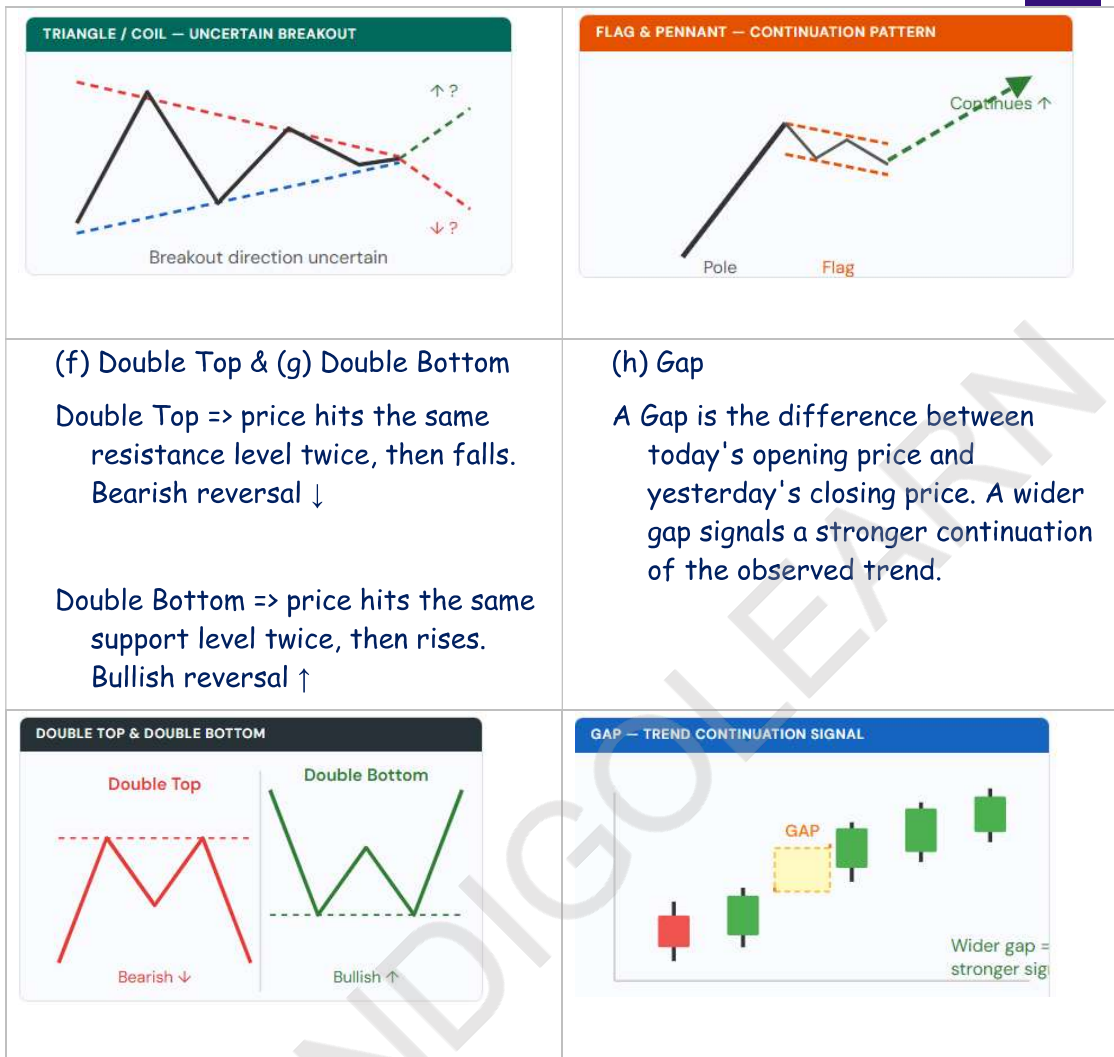 TRIANGLE / COIL — UNCERTAIN BREAKOUT
↑ ?
↓ ?
Breakout direction uncertain
FLAG & PENNANT — CONTINUATION PATTERN
Continues ↑
Pole
Flag
(f) Double Top & (g) Double Bottom
Double Top => price hits the same
resistance level twice, then falls.
Bearish reversal ↓
Double Bottom => price hits the same
support level twice, then rises.
Bullish reversal ↑
(h) Gap
A Gap is the difference between
today's opening price and
yesterday's closing price. A wider
gap signals a stronger continuation
of the observed trend.
DOUBLE TOP & DOUBLE BOTTOM
Double Top
Double Bottom
Bearish ↓
Bullish ↑
GAP — TREND CONTINUATION SIGNAL
GAP
Wider gap =
stronger sig
NDIGOLEARN